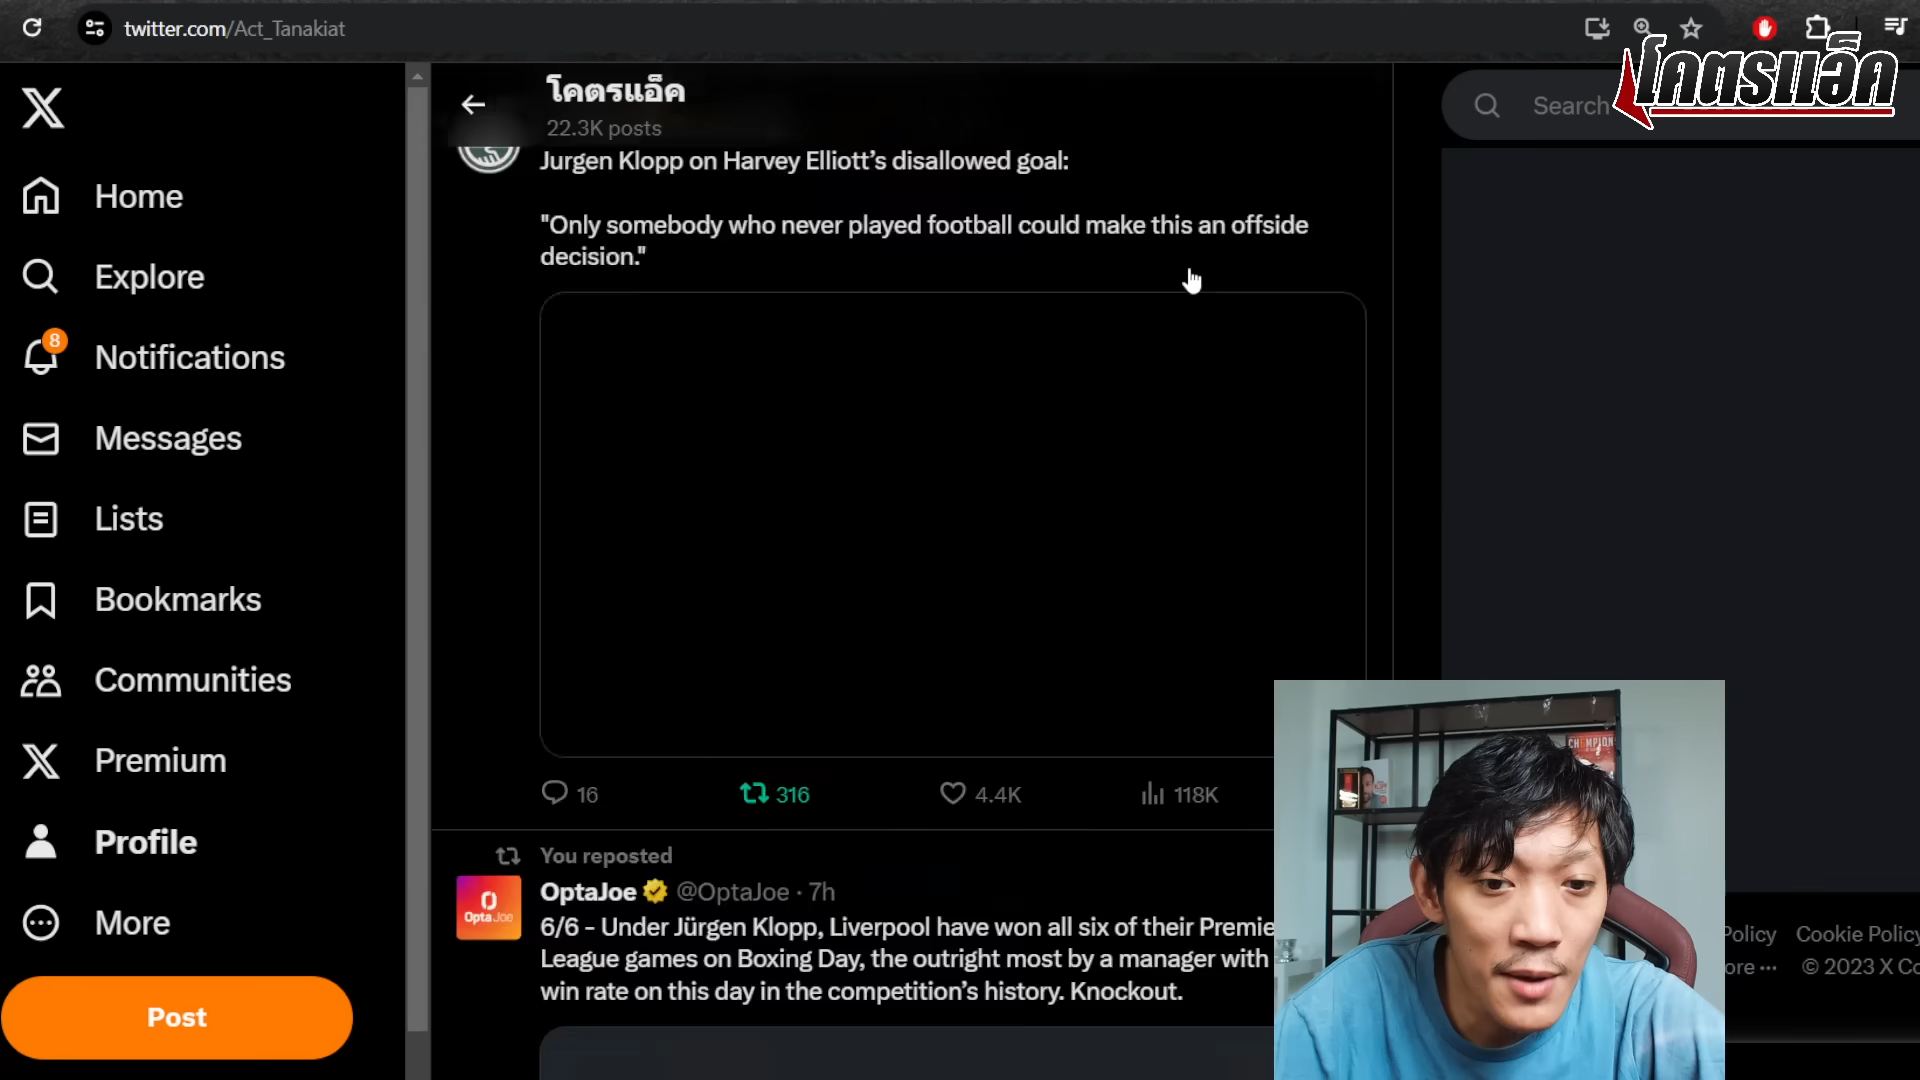 twitter.com/Act_Tanakiat
โคตรแอ็ค
โคตรแอ็ค
22.3K posts
Search
Home
Explore
8
Notifications
Messages
Lists
Bookmarks
Communities
Premium
Profile
More
Post
Jurgen Klopp on Harvey Elliott’s disallowed goal:
"Only somebody who never played football could make this an offside
decision."
16
316
4.4K
118K
You reposted
OptaJoe @OptaJoe · 7h
Opta Joe
6/6 - Under Jürgen Klopp, Liverpool have won all six of their Premie
League games on Boxing Day, the outright most by a manager with
win rate on this day in the competition’s history. Knockout.
CHAMPION
Policy Cookie Policy
ore ··· © 2023 X Co